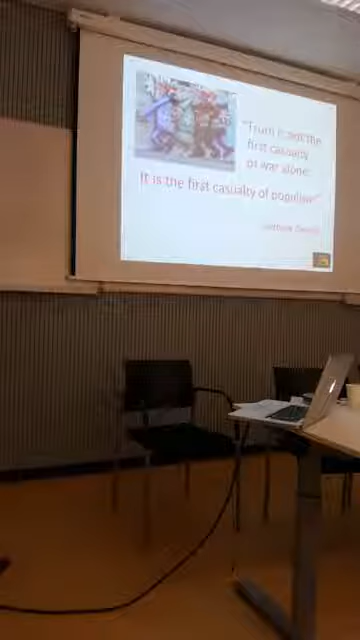 "Truth is not the
first casualty
of war alone.
It is the first casualty of populism"